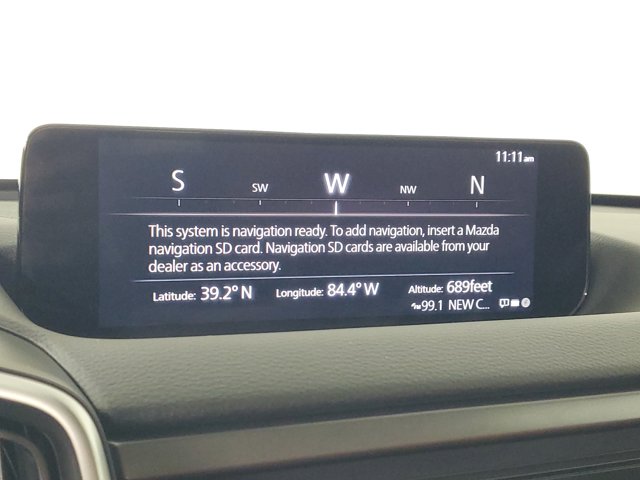 11:11am
S SW W NW N
This system is navigation ready. To add navigation, insert a Mazda
navigation SD card. Navigation SD cards are available from your
dealer as an accessory.
Latitude: 39.2° N Longitude: 84.4° W Altitude: 689feet
99.1 NEW C...